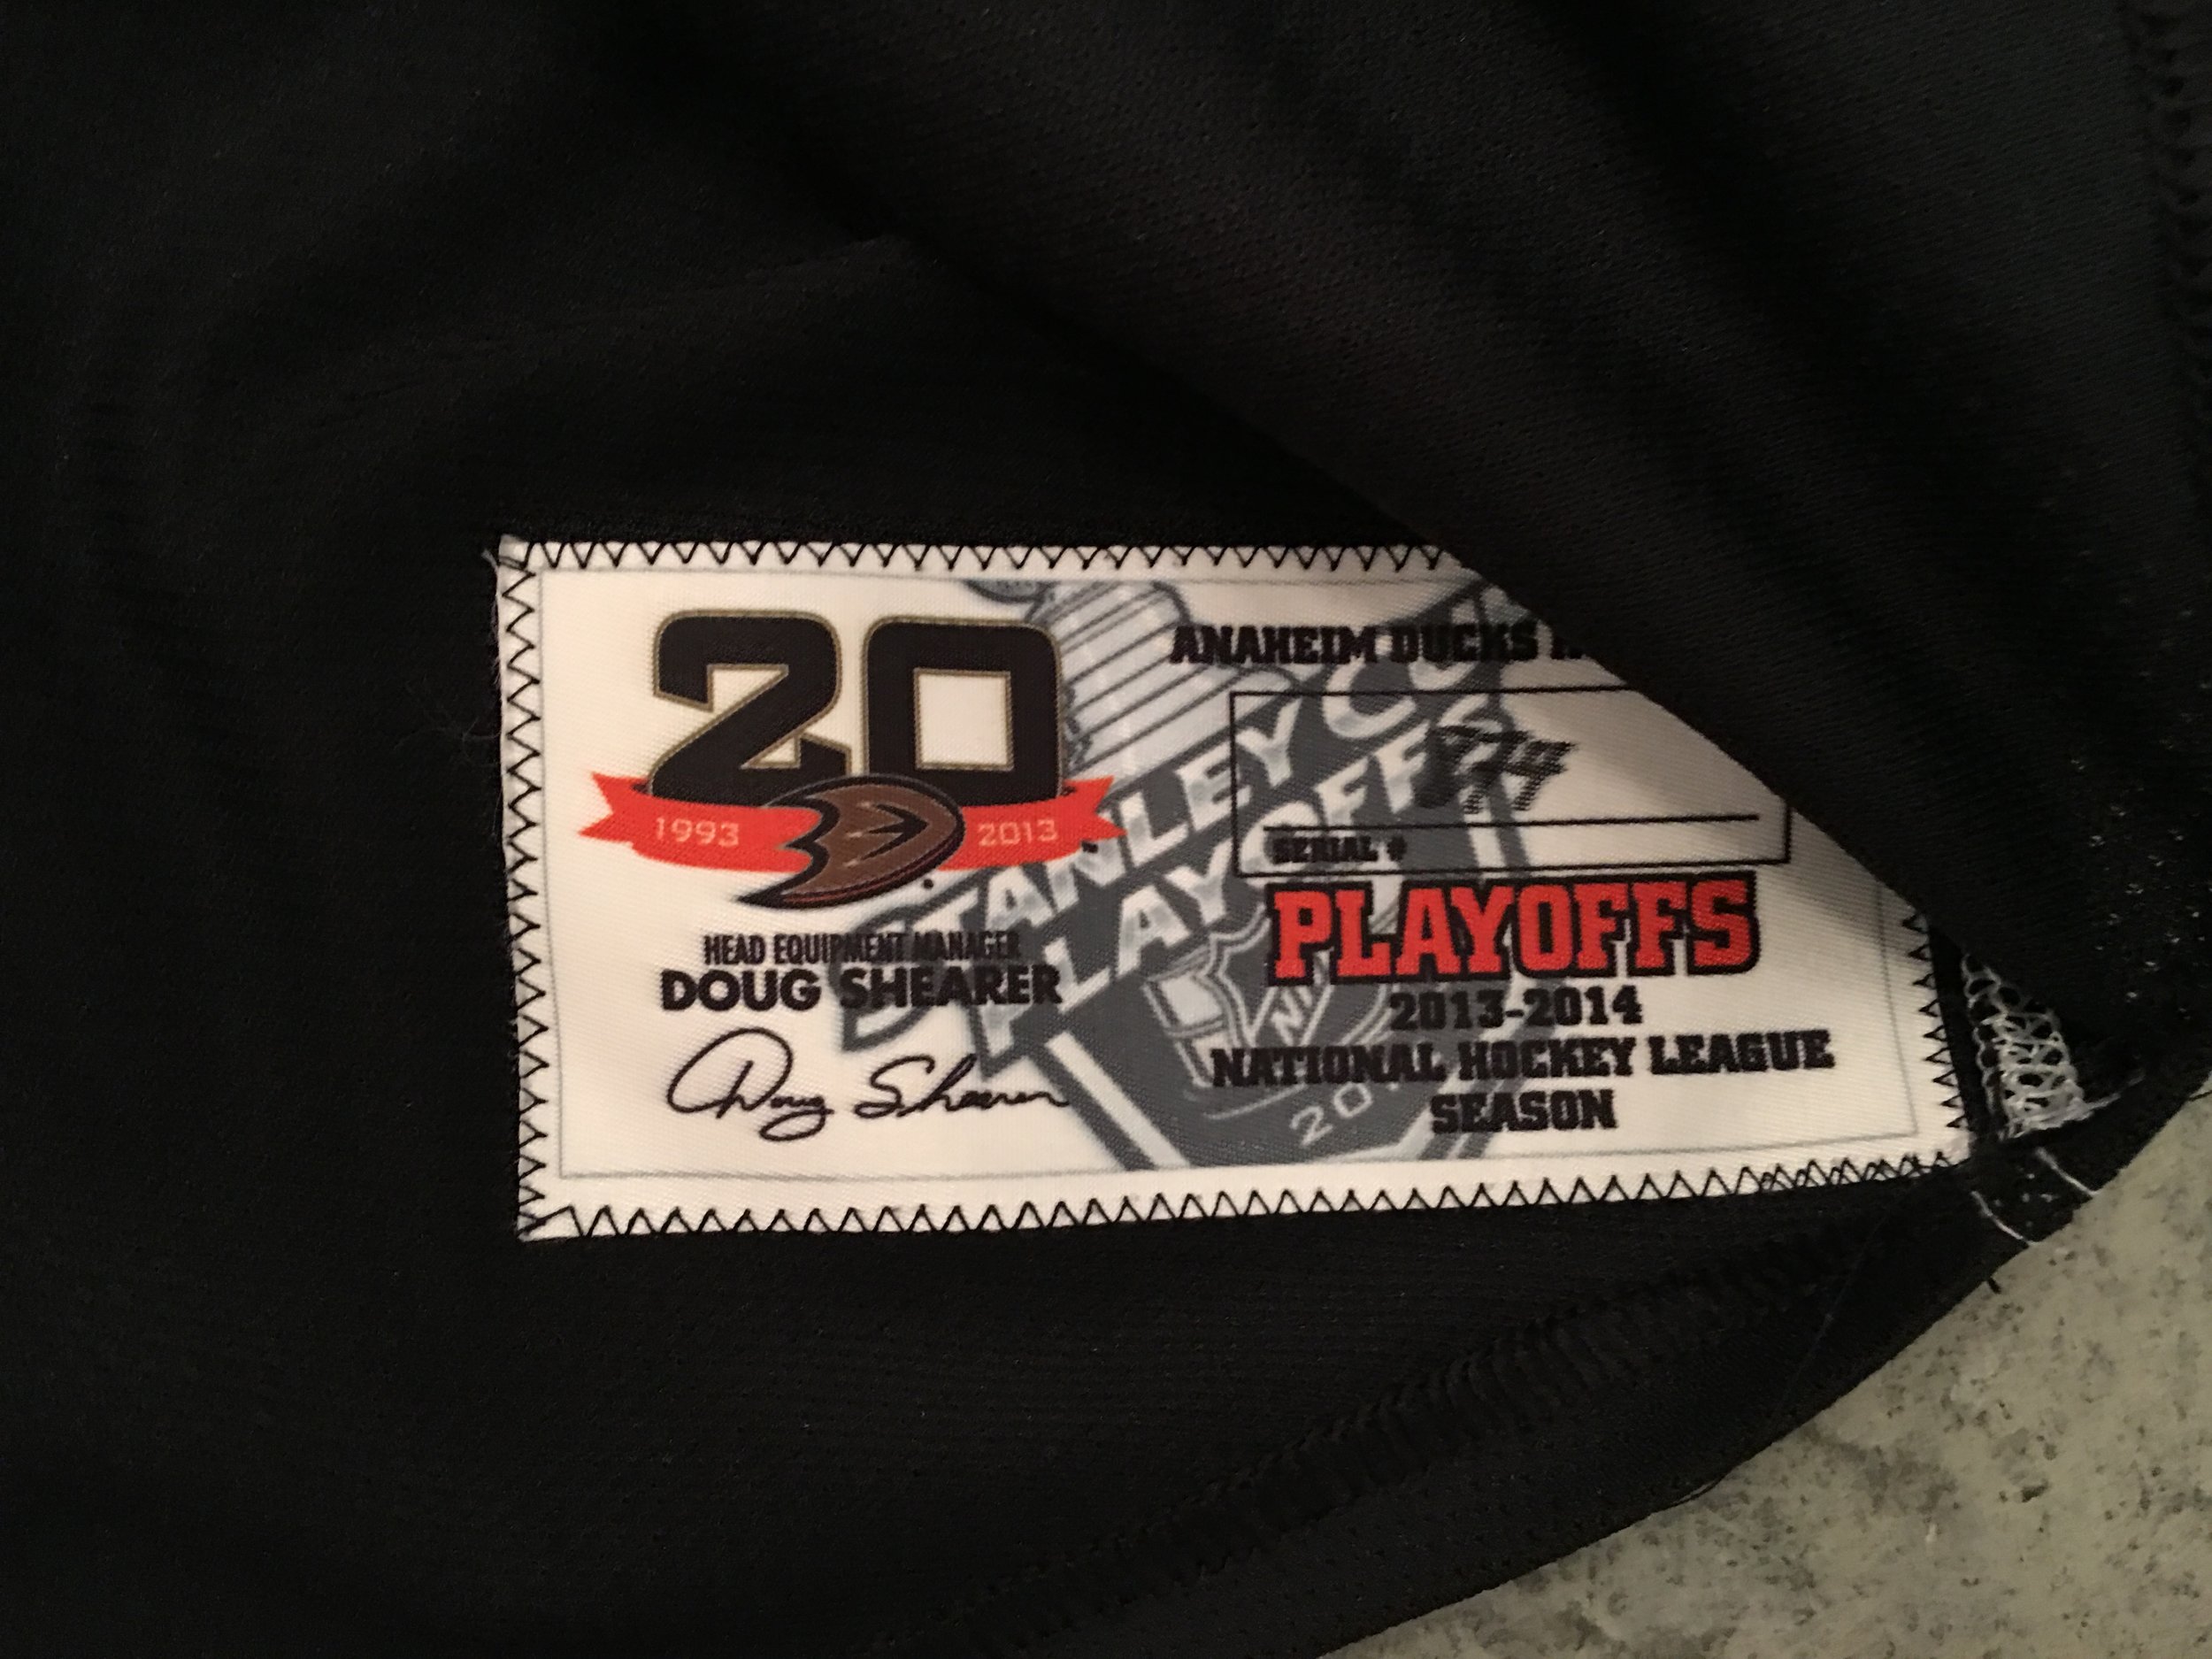 20
1993 2013
HEAD EQUIPMENT MANAGER
DOUG SHEARER
Doug Shearer
ANAHEIM DUCKS
SERIAL #
PLAYOFFS
2013-2014
NATIONAL HOCKEY LEAGUE
SEASON
STANLEY
PLAYOFFS